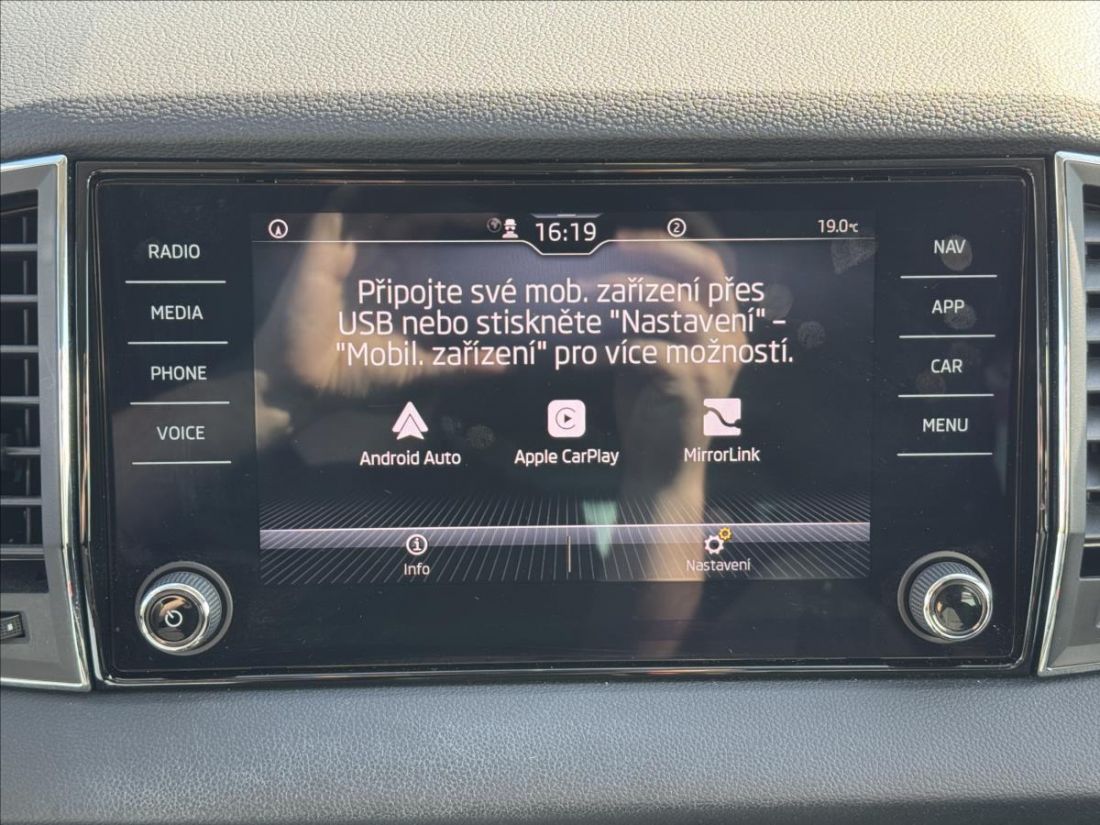 RADIO
MEDIA
PHONE
VOICE
16:19
2
19.0°C
Připojte své mob. zařízení přes
USB nebo stiskněte "Nastavení" –
"Mobil. zařízení" pro více možností.
Android Auto
Apple CarPlay
MirrorLink
Info
Nastavení
NAV
APP
CAR
MENU